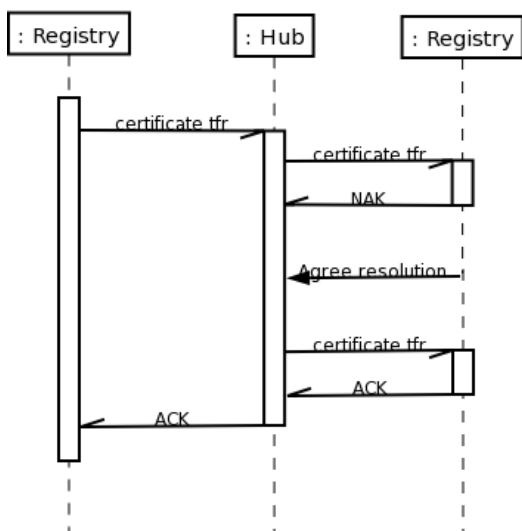 : Registry
: Hub
: Registry
certificate tfr
certificate tfr
NAK
Agree resolution
certificate tfr
ACK
ACK